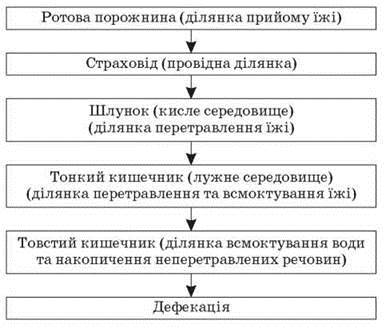 Ротова порожнина (ділянка прийому їжі)
Страховід (провідна ділянка)
Шлунок (кисле середовище)
(ділянка перетравлення їжі)
Тонкий кишечник (лужне середовище)
(ділянка перетравлення та всмоктування їжі)
Товстий кишечник (ділянка всмоктування води
та накопичення неперетравлених речовин)
Дефекація